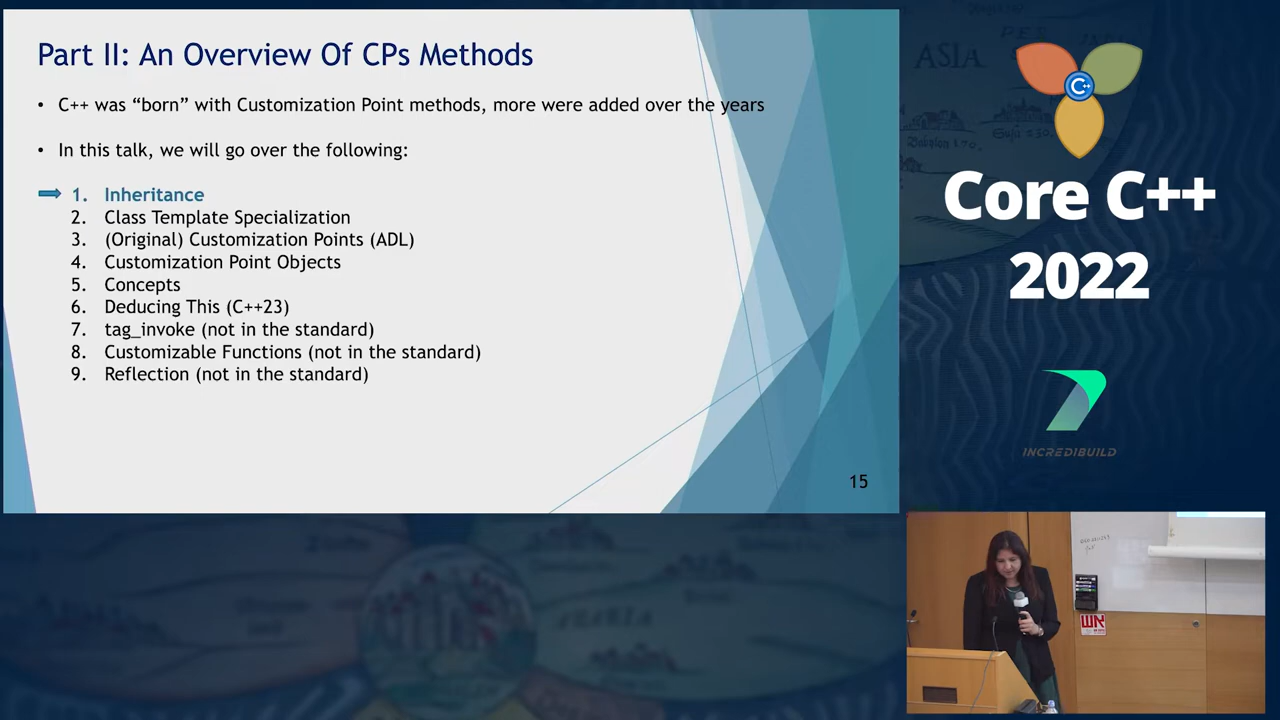 Part II: An Overview Of CPs Methods
• C++ was “born” with Customization Point methods, more were added over the years
• In this talk, we will go over the following:
1. Inheritance
2. Class Template Specialization
3. (Original) Customization Points (ADL)
4. Customization Point Objects
5. Concepts
6. Deducing This (C++23)
7. tag_invoke (not in the standard)
8. Customizable Functions (not in the standard)
9. Reflection (not in the standard)
15
ASIA
C++
Core C++
2022
INCREDIBUILD